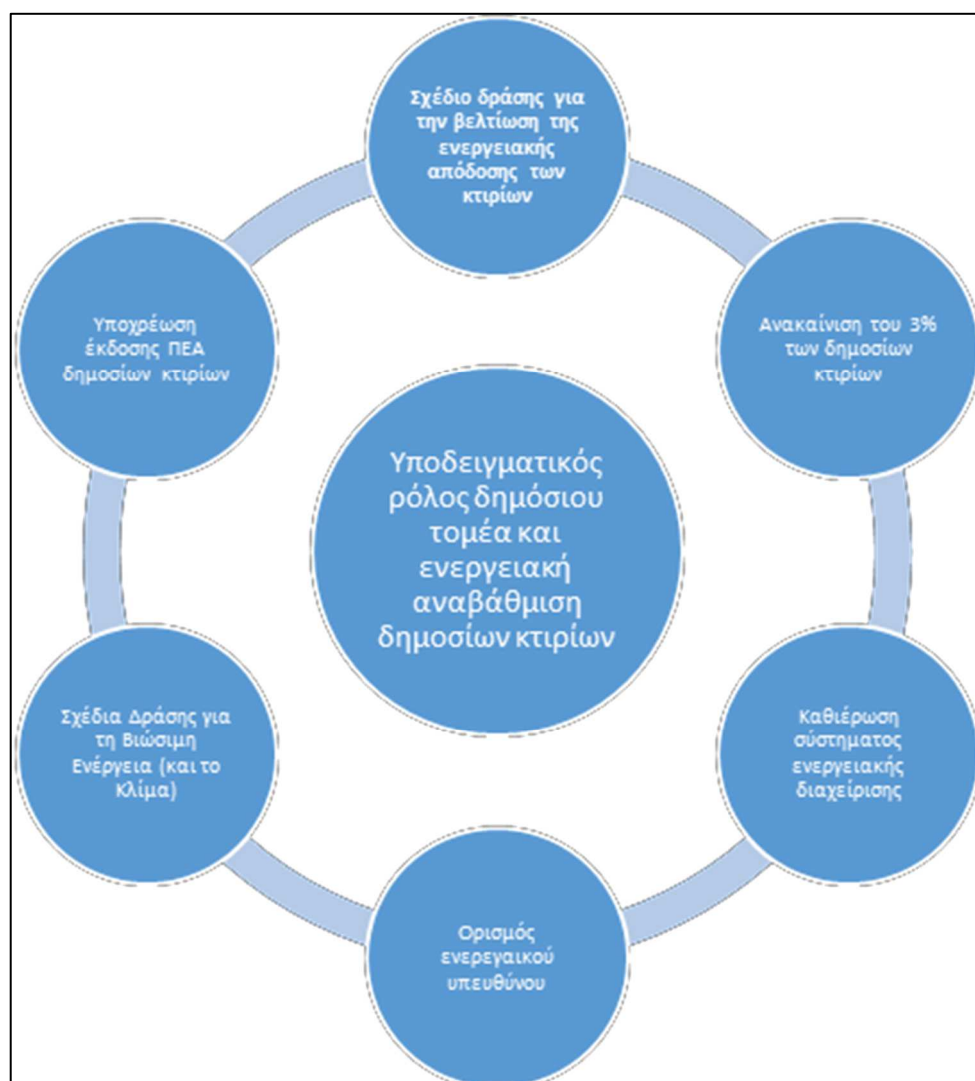 Σχέδιο δράσης για
την βελτίωση της
ενεργειακής
απόδοσης των
κτιρίων
Ανακαίνιση του 3%
των δημοσίων
κτιρίων
Καθιέρωση
σύστηματος
ενεργειακής
διαχείρισης
Ορισμός
ενερεγαικού
υπευθύνου
Σχέδια Δράσης για
τη Βιώσιμη
Ενέργεια (και το
Κλίμα)
Υποχρέωση
έκδοσης ΠΕΑ
δημοσίων κτιρίων
Υποδειγματικός
ρόλος δημόσιου
τομέα και
ενεργειακή
αναβάθμιση
δημοσίων κτιρίων